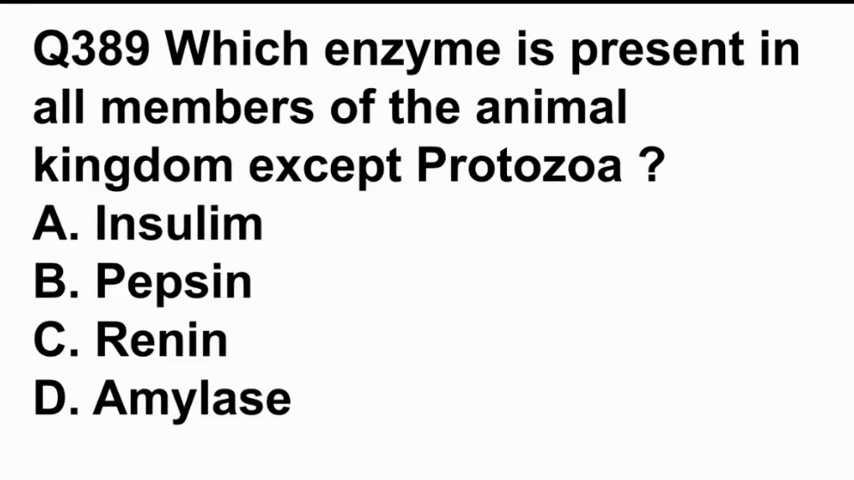 Q389 Which enzyme is present in
all members of the animal
kingdom except Protozoa ?
A. Insulim
B. Pepsin
C. Renin
D. Amylase